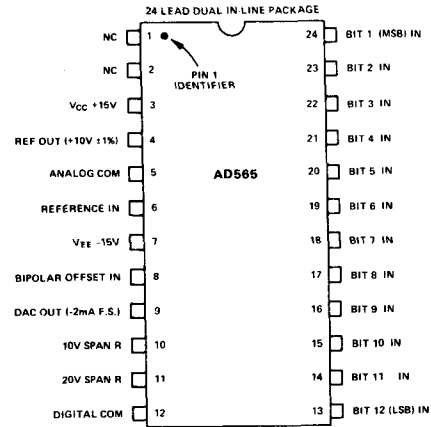 24 LEAD DUAL IN-LINE PACKAGE
NC 1 24 BIT 1 (MSB) IN
NC 2 23 BIT 2 IN
PIN 1
IDENTIFIER
VCC +15V 3 22 BIT 3 IN
REF OUT (+10V ±1%) 4 21 BIT 4 IN
ANALOG COM 5 20 BIT 5 IN
AD565
REFERENCE IN 6 19 BIT 6 IN
VEE -15V 7 18 BIT 7 IN
BIPOLAR OFFSET IN 8 17 BIT 8 IN
DAC OUT (-2mA F.S.) 9 16 BIT 9 IN
10V SPAN R 10 15 BIT 10 IN
20V SPAN R 11 14 BIT 11 IN
DIGITAL COM 12 13 BIT 12 (LSB) IN